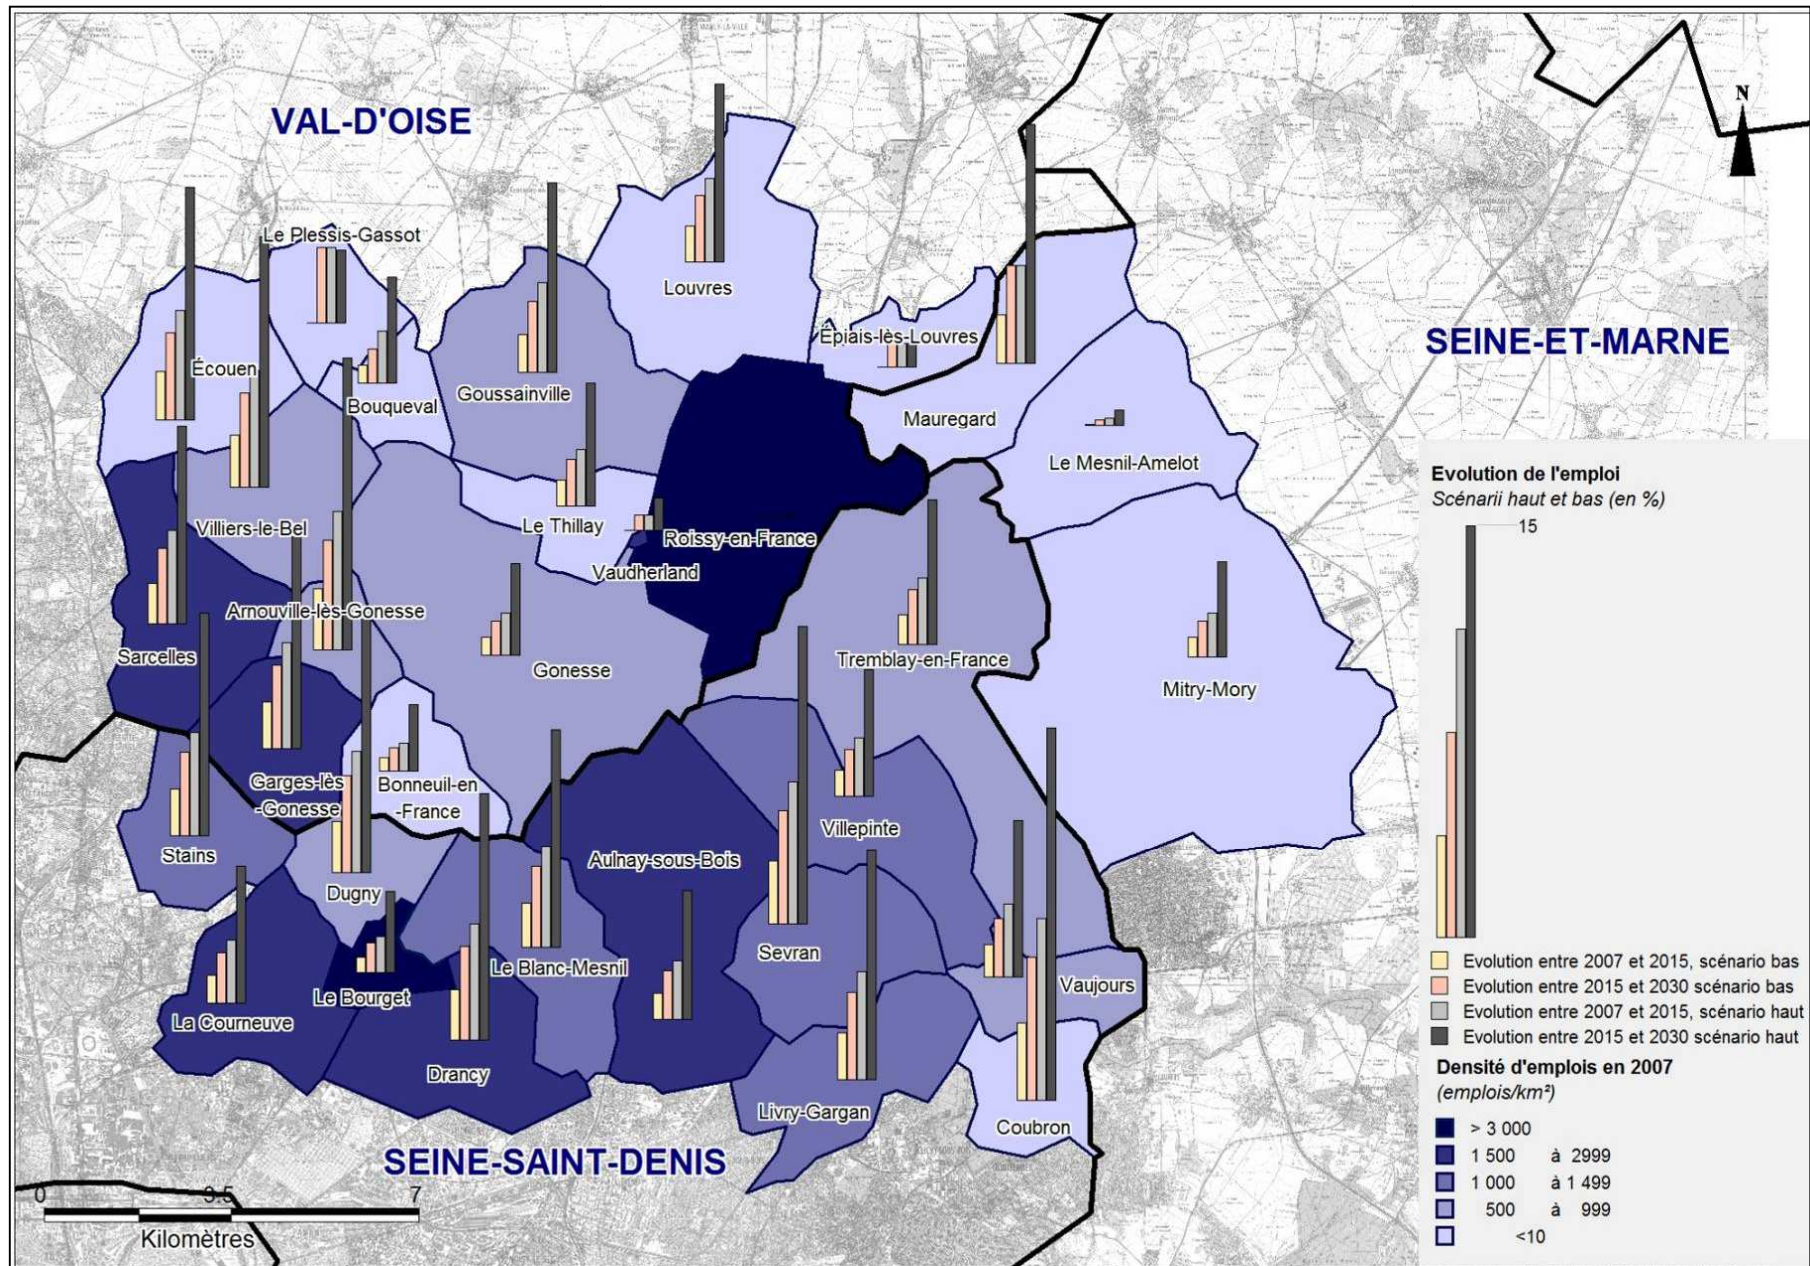 VAL-D'OISE
N
Le Plessis-Gassot
Louvres
Épiais-lès-Louvres
SEINE-ET-MARNE
Écouen
Bouqueval
Goussainville
Mauregard
Le Mesnil-Amelot
Villiers-le-Bel
Le Thillay
Roissy-en-France
Vaudherland
Arnouville-lès-Gonesse
Sarcelles
Gonesse
Tremblay-en-France
Mitry-Mory
Garges-lès
-Gonesse
Bonneuil-en
-France
Villepinte
Stains
Aulnay-sous-Bois
Dugny
Sevran
Le Blanc-Mesnil
Vaujours
Le Bourget
La Courneuve
Drancy
Livry-Gargan
Coubron
SEINE-SAINT-DENIS
0 3.5 7
Kilomètres
Evolution de l'emploi
Scénarii haut et bas (en %)
15
Evolution entre 2007 et 2015, scénario bas
Evolution entre 2015 et 2030 scénario bas
Evolution entre 2007 et 2015, scénario haut
Evolution entre 2015 et 2030 scénario haut
Densité d'emplois en 2007
(emplois/km²)
> 3 000
1 500 à 2999
1 000 à 1 499
500 à 999
<10